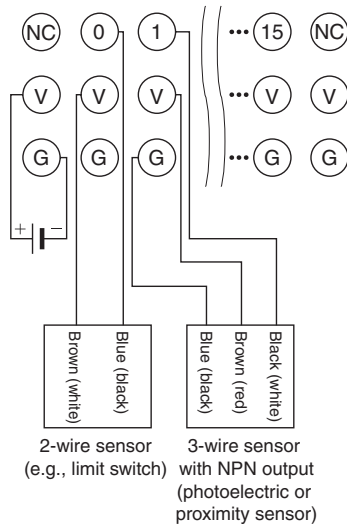 NC 0 1 ••• 15 NC
V V V ••• V V
G G G ••• G G
+ −
Brown (white)
Blue (black)
Blue (black)
Brown (red)
Black (white)
2-wire sensor
(e.g., limit switch)
3-wire sensor
with NPN output
(photoelectric or
proximity sensor)